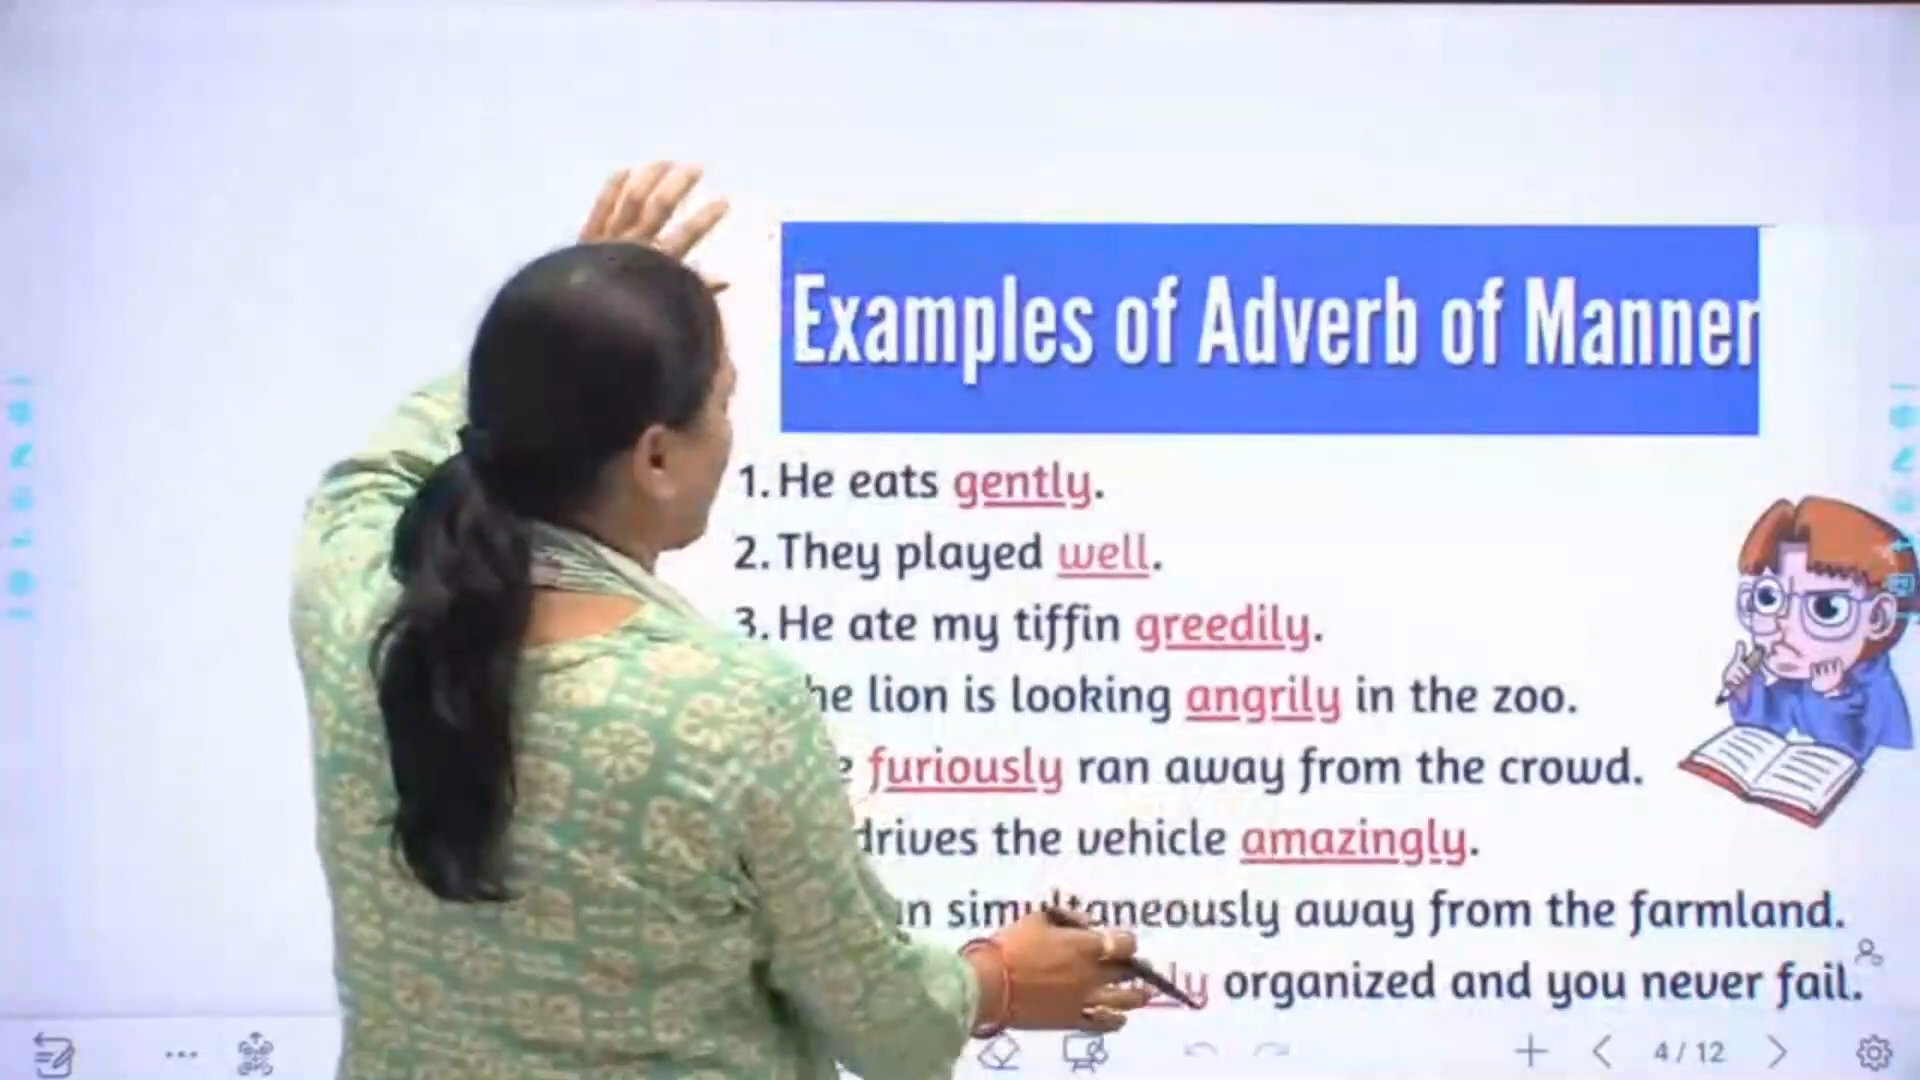 Examples of Adverb of Manner
1. He eats gently.
2. They played well.
3. He ate my tiffin greedily.
lion is looking angrily in the zoo.
furiously ran away from the crowd.
drives the vehicle amazingly.
simultaneously away from the farmland.
organized and you never fail.
4/12